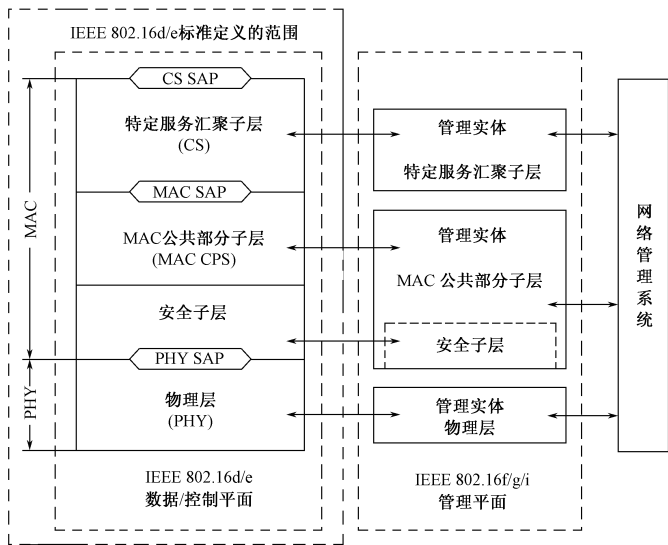 IEEE 802.16d/e标准定义的范围
CS SAP
特定服务汇聚子层
(CS)
MAC SAP
MAC公共部分子层
(MAC CPS)
安全子层
PHY SAP
物理层
(PHY)
MAC
PHY
IEEE 802.16d/e
数据/控制平面
管理实体
特定服务汇聚子层
管理实体
MAC 公共部分子层
安全子层
管理实体
物理层
IEEE 802.16f/g/i
管理平面
网络管理系统